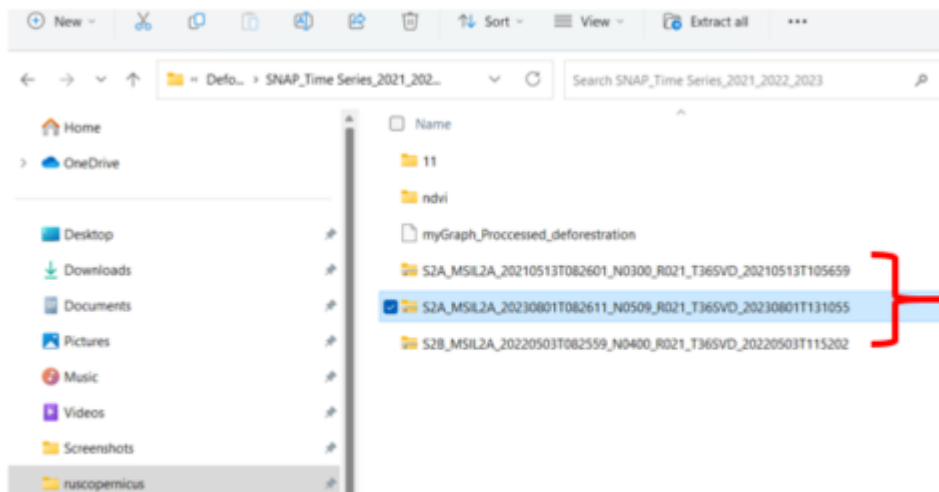 New Sort View Extract all ...
Defo... > SNAP_Time Series_2021_202... Search SNAP_Time Series_2021_2022_2023
Home
OneDrive
Desktop
Downloads
Documents
Pictures
Music
Videos
Screenshots
ruscopernicus
Name
11
ndvi
myGraph_Proccessed_deforestration
S2A_MSIL2A_20210513T082601_N0300_R021_T36SVD_20210513T105659
S2A_MSIL2A_20230801T082611_N0509_R021_T36SVD_20230801T131055
S2B_MSIL2A_20220503T082559_N0400_R021_T36SVD_20220503T115202